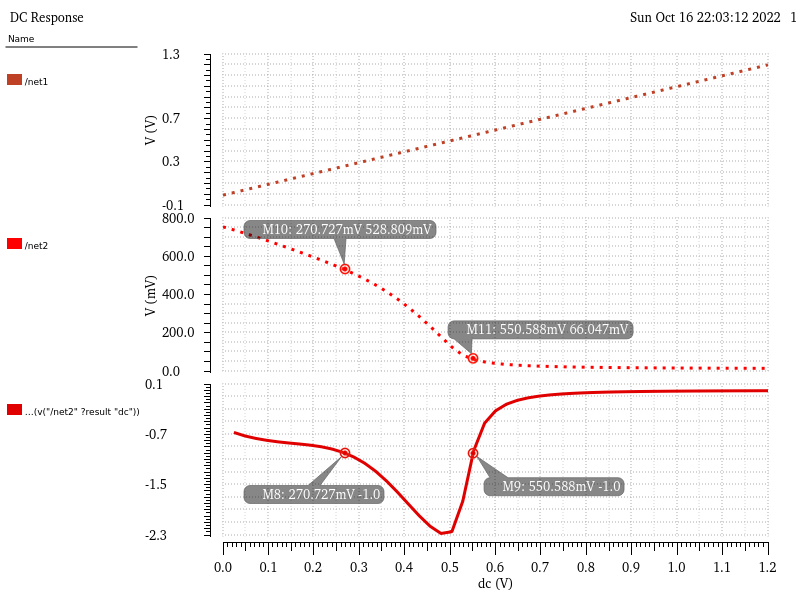 DC Response
Sun Oct 16 22:03:12 2022 1
Name
/net1
1.3
0.7
0.3
-0.1
V (V)
/net2
800.0
600.0
400.0
200.0
0.0
V (mV)
M10: 270.727mV 528.809mV
M11: 550.588mV 66.047mV
...(v("/net2" ?result "dc"))
0.1
-0.7
-1.5
-2.3
M8: 270.727mV -1.0
M9: 550.588mV -1.0
0.0 0.1 0.2 0.3 0.4 0.5 0.6 0.7 0.8 0.9 1.0 1.1 1.2
dc (V)